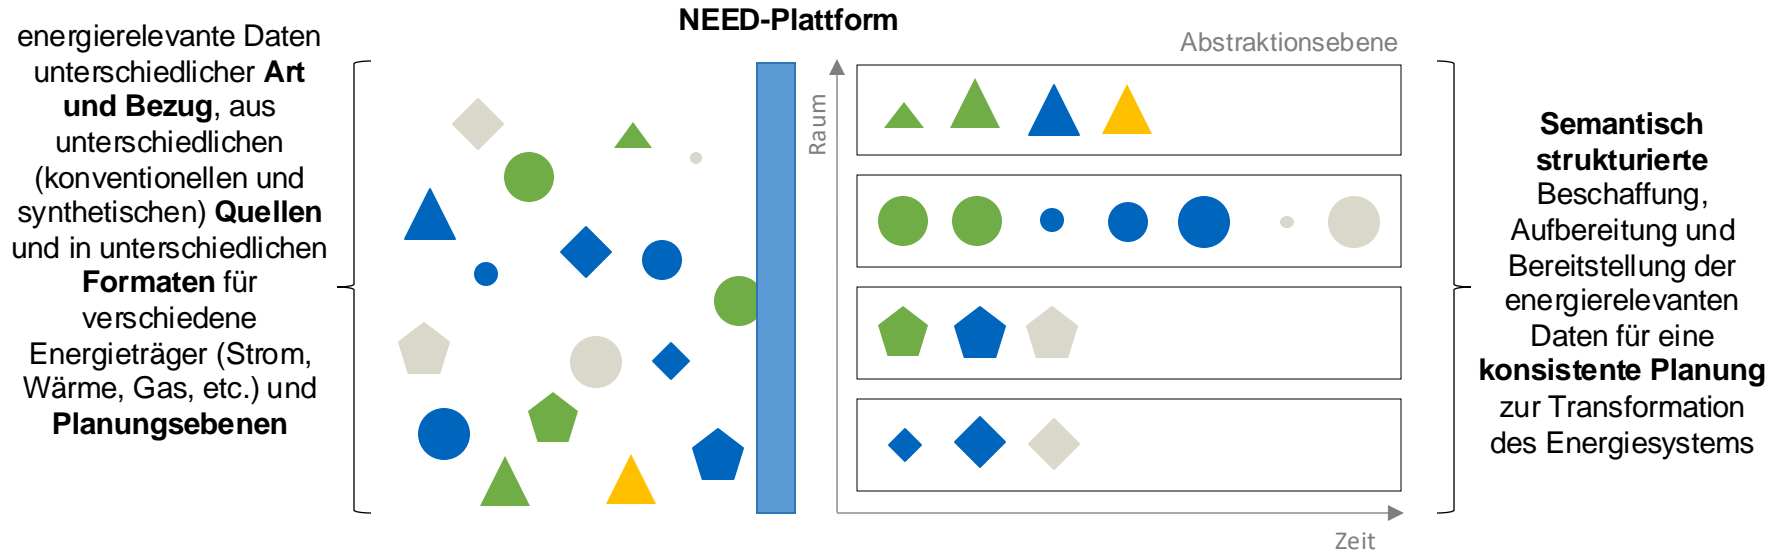 NEED-Plattform
energierelevante Daten
unterschiedlicher Art
und Bezug, aus
unterschiedlichen
(konventionellen und
synthetischen) Quellen
und in unterschiedlichen
Formaten für
verschiedene
Energieträger (Strom,
Wärme, Gas, etc.) und
Planungsebenen
Abstraktionsebene
Raum
Zeit
Semantisch
strukturierte
Beschaffung,
Aufbereitung und
Bereitstellung der
energierelevanten
Daten für eine
konsistente Planung
zur Transformation
des Energiesystems